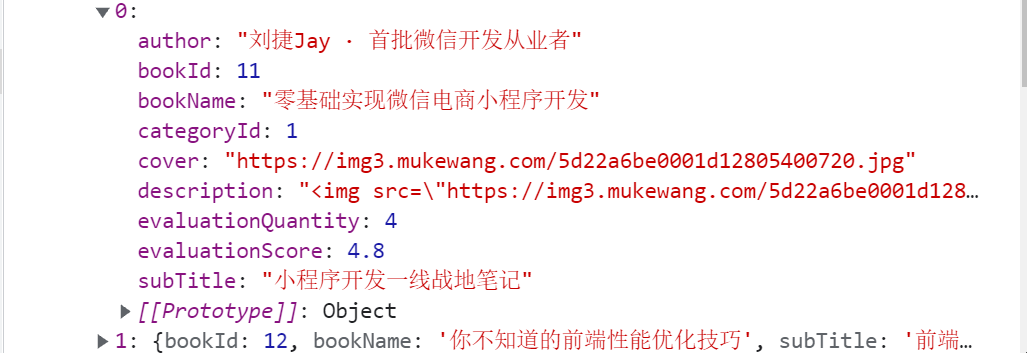 ▼0:
author: "刘捷Jay · 首批微信开发从业者"
bookId: 11
bookName: "零基础实现微信电商小程序开发"
categoryId: 1
cover: "https://img3.mukewang.com/5d22a6be0001d12805400720.jpg"
description: "<img src=\"https://img3.mukewang.com/5d22a6be0001d128…
evaluationQuantity: 4
evaluationScore: 4.8
subTitle: "小程序开发一线战地笔记"
▶[[Prototype]]: Object
▶1: {bookId: 12, bookName: '你不知道的前端性能优化技巧', subTitle: '前端…